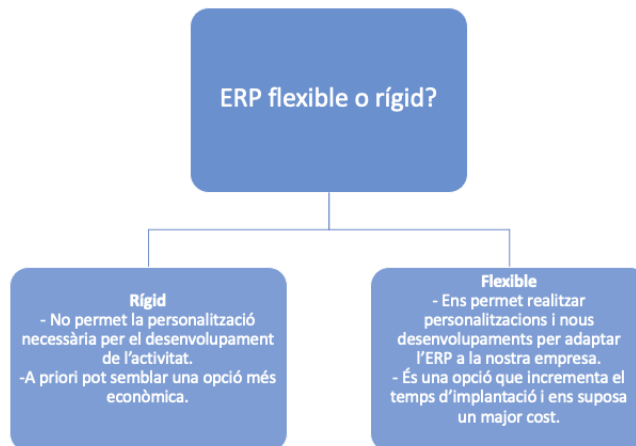 ERP flexible o rígid?
Rígid
- No permet la personalització
necessària per el desenvolupament
de l’activitat.
-A priori pot semblar una opció més
econòmica.
Flexible
- Ens permet realitzar
personalitzacions i nous
desenvolupaments per adaptar
l’ERP a la nostra empresa.
- És una opció que incrementa el
temps d’implantació i ens suposa
un major cost.